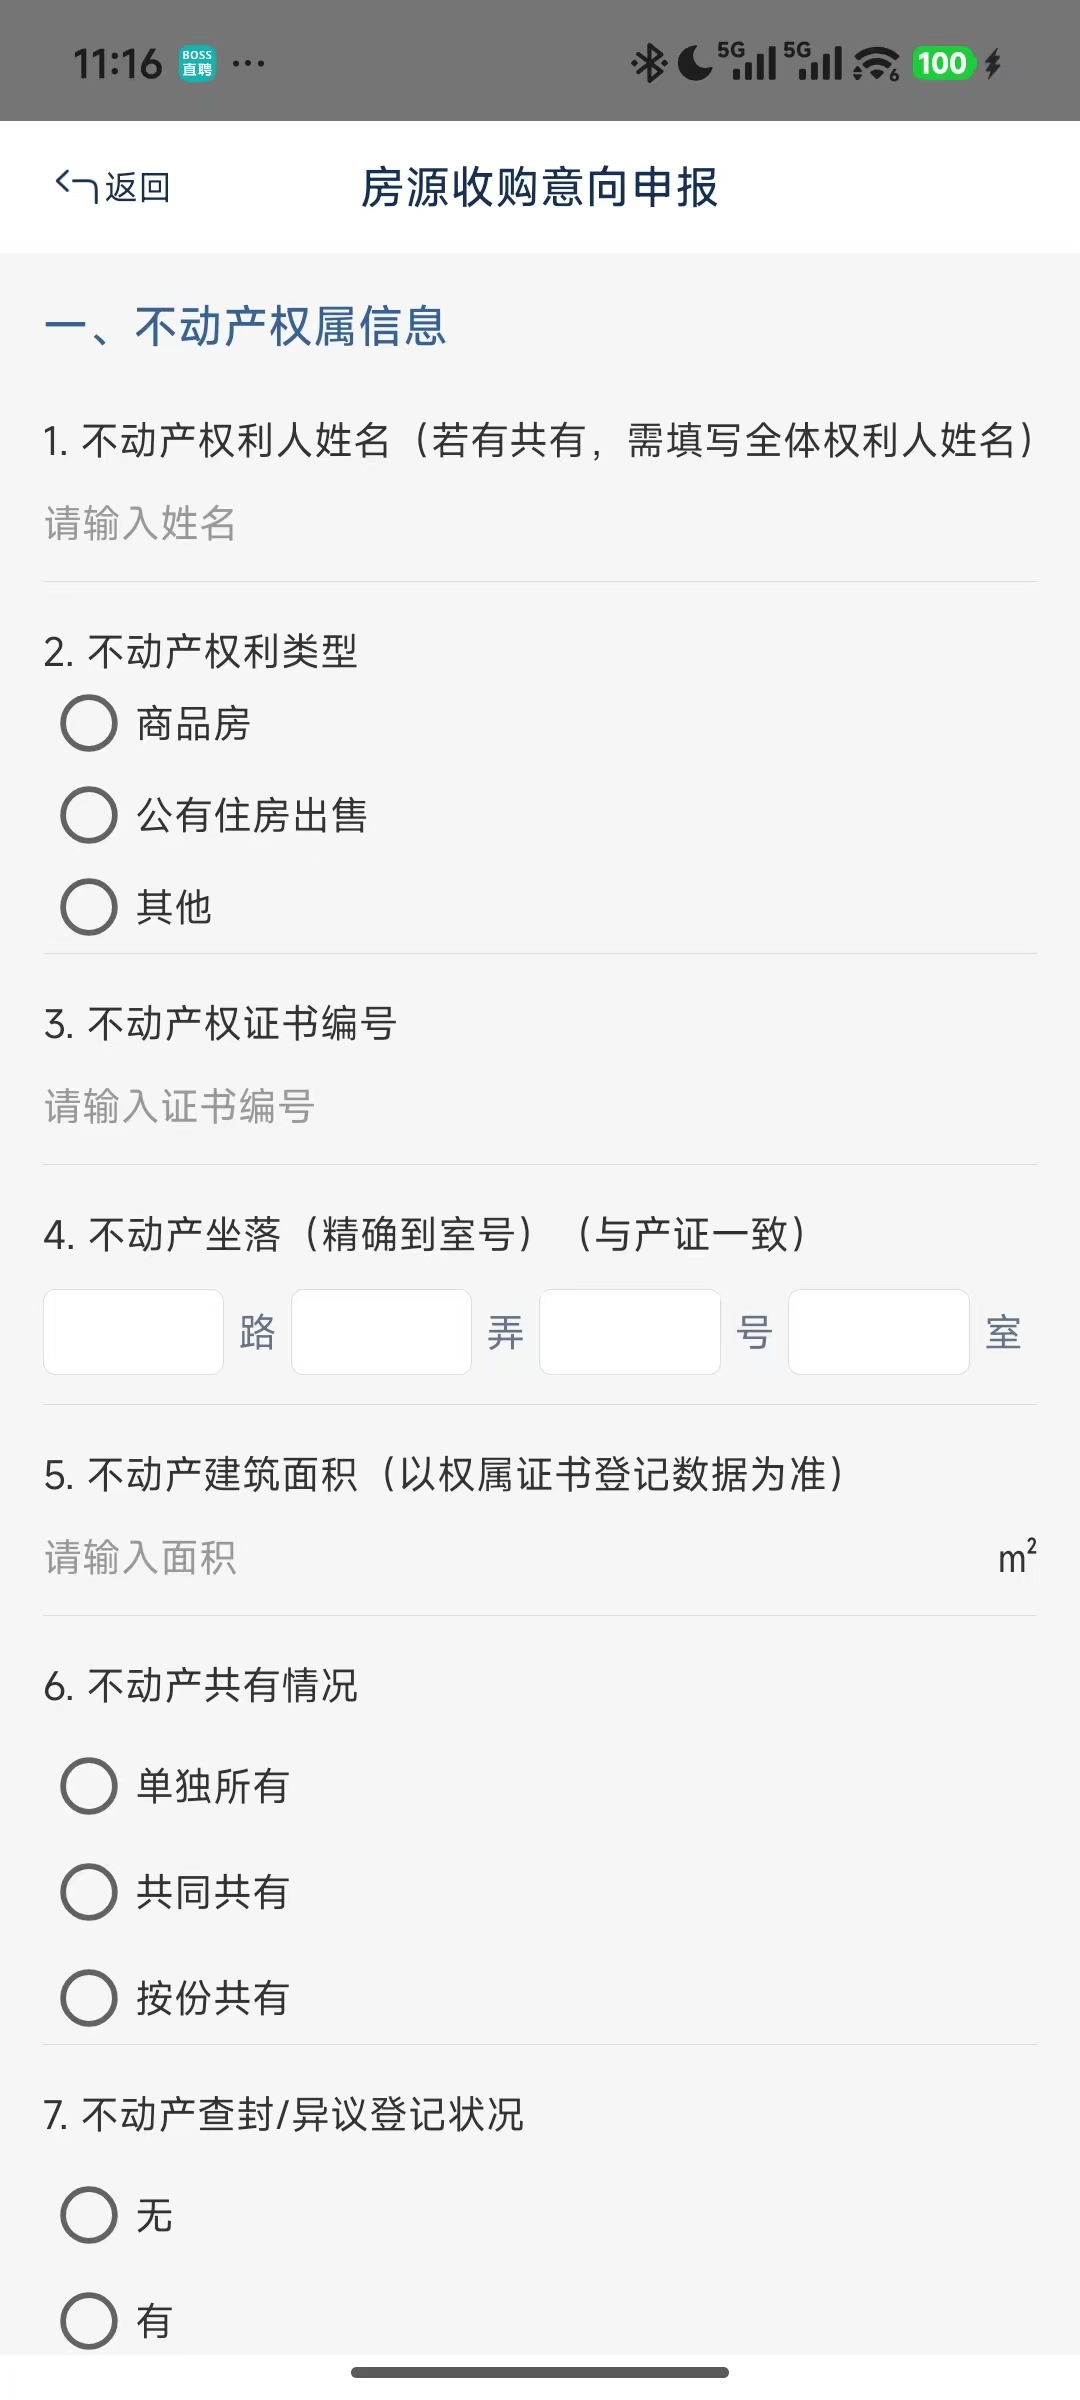 11:16 BOSS直聘 ··· 5G 5G 6 100
返回 房源收购意向申报
一、不动产权属信息
1. 不动产权利人姓名（若有共有，需填写全体权利人姓名）
请输入姓名
2. 不动产权利类型
商品房
公有住房出售
其他
3. 不动产权证书编号
请输入证书编号
4. 不动产坐落（精确到室号）（与产证一致）
路 弄 号 室
5. 不动产建筑面积（以权属证书登记数据为准）
请输入面积 m²
6. 不动产共有情况
单独所有
共同共有
按份共有
7. 不动产查封/异议登记状况
无
有